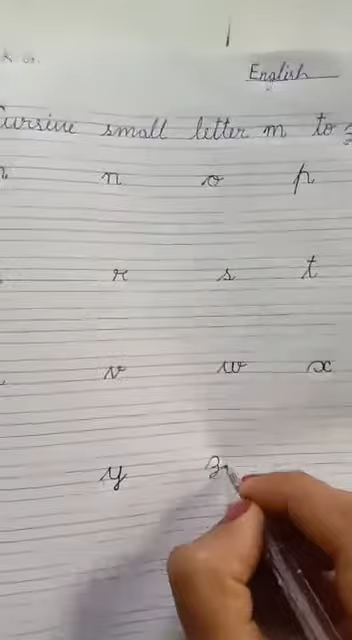 English
Cursive small letter m to z
n o p
r s t
v w x
y z